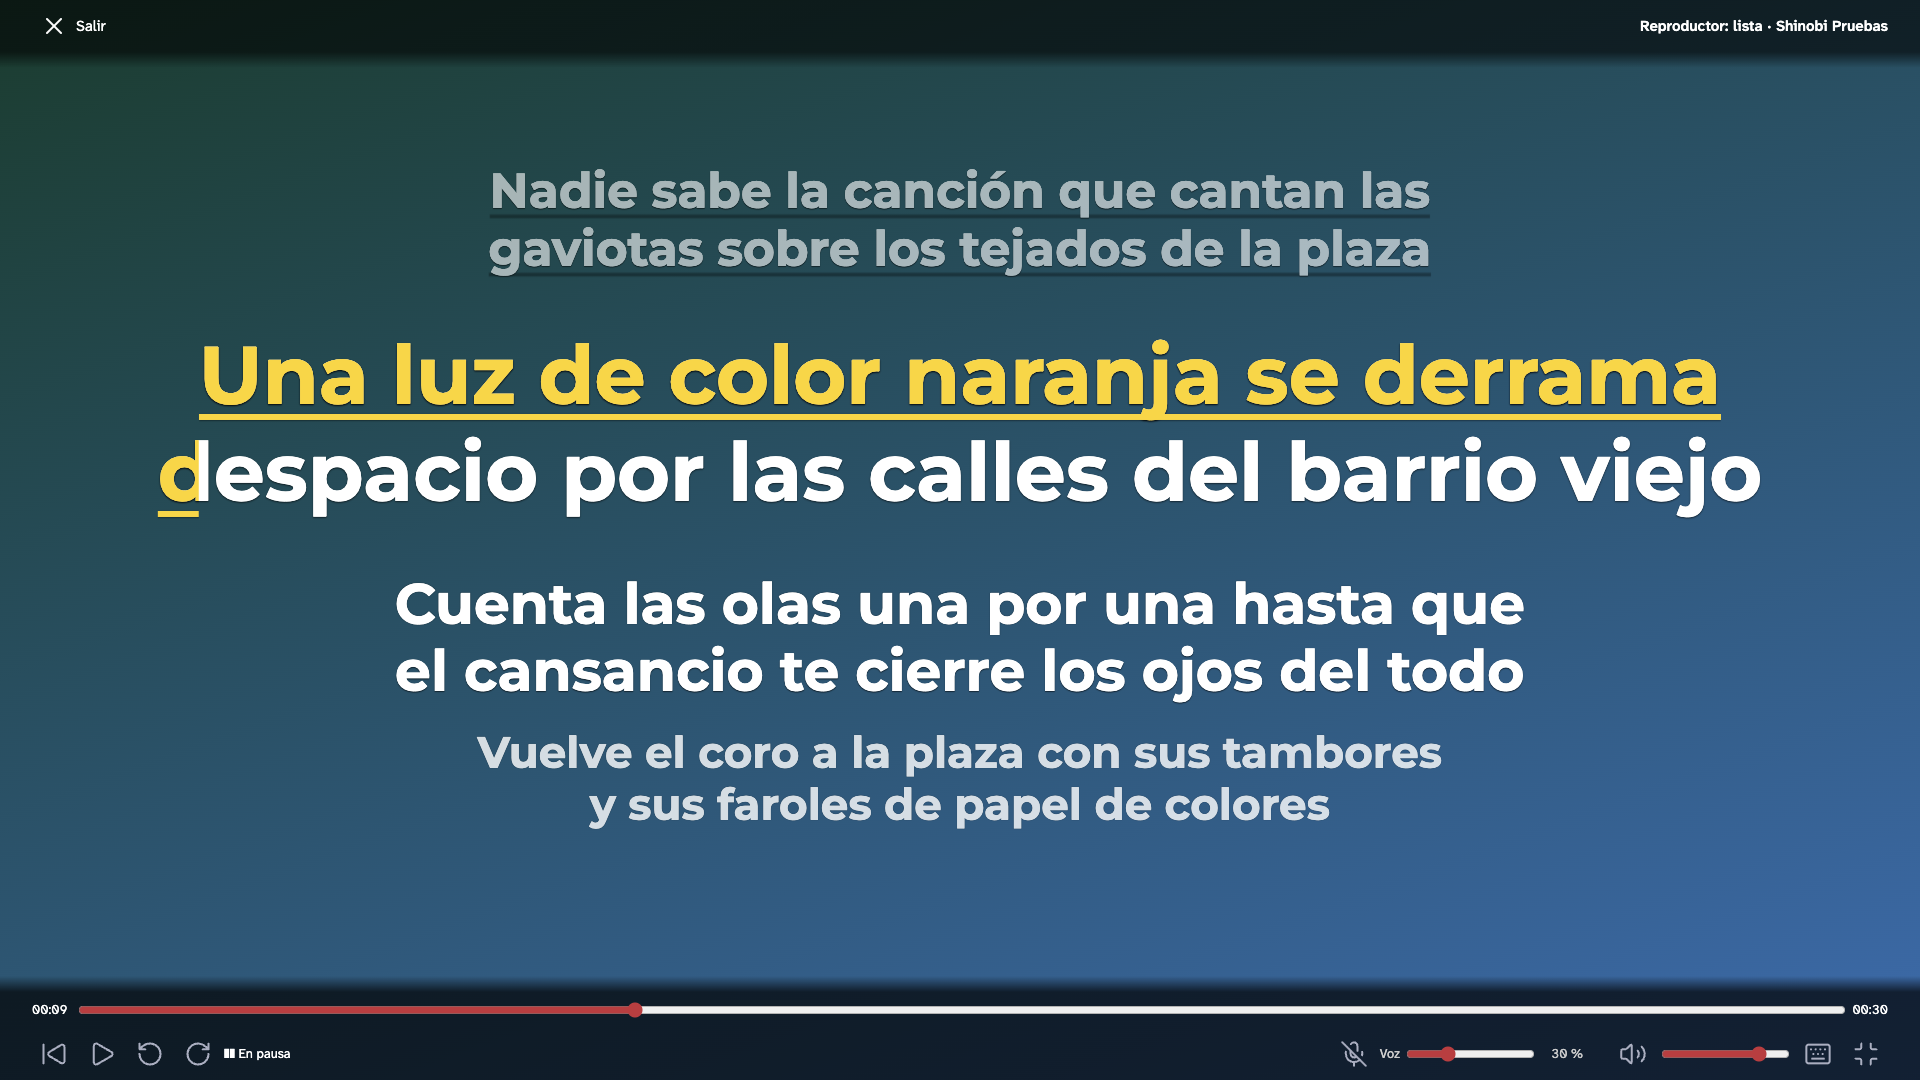 Salir
Reproductor: lista · Shinobi Pruebas
Nadie sabe la canción que cantan las
gaviotas sobre los tejados de la plaza
Una luz de color naranja se derrama
despacio por las calles del barrio viejo
Cuenta las olas una por una hasta que
el cansancio te cierre los ojos del todo
Vuelve el coro a la plaza con sus tambores
y sus faroles de papel de colores
00:09
00:30
En pausa
Voz
30 %